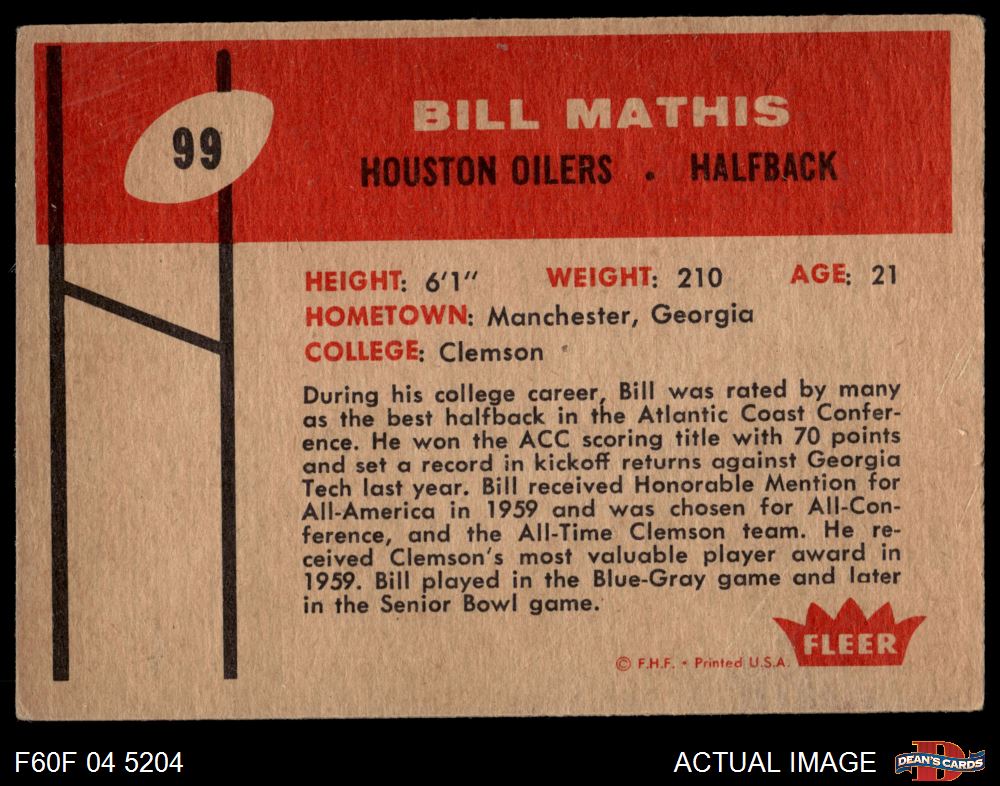 99
BILL MATHIS
HOUSTON OILERS . HALFBACK
HEIGHT: 6'1" WEIGHT: 210 AGE: 21
HOMETOWN: Manchester, Georgia
COLLEGE: Clemson
During his college career, Bill was rated by many
as the best halfback in the Atlantic Coast Confer-
ence. He won the ACC scoring title with 70 points
and set a record in kickoff returns against Georgia
Tech last year. Bill received Honorable Mention for
All-America in 1959 and was chosen for All-Con-
ference, and the All-Time Clemson team. He re-
ceived Clemson's most valuable player award in
1959. Bill played in the Blue-Gray game and later
in the Senior Bowl game.
FLEER
© F.H.F. • Printed U.S.A.
F60F 04 5204
ACTUAL IMAGE
DEAN'S CARDS